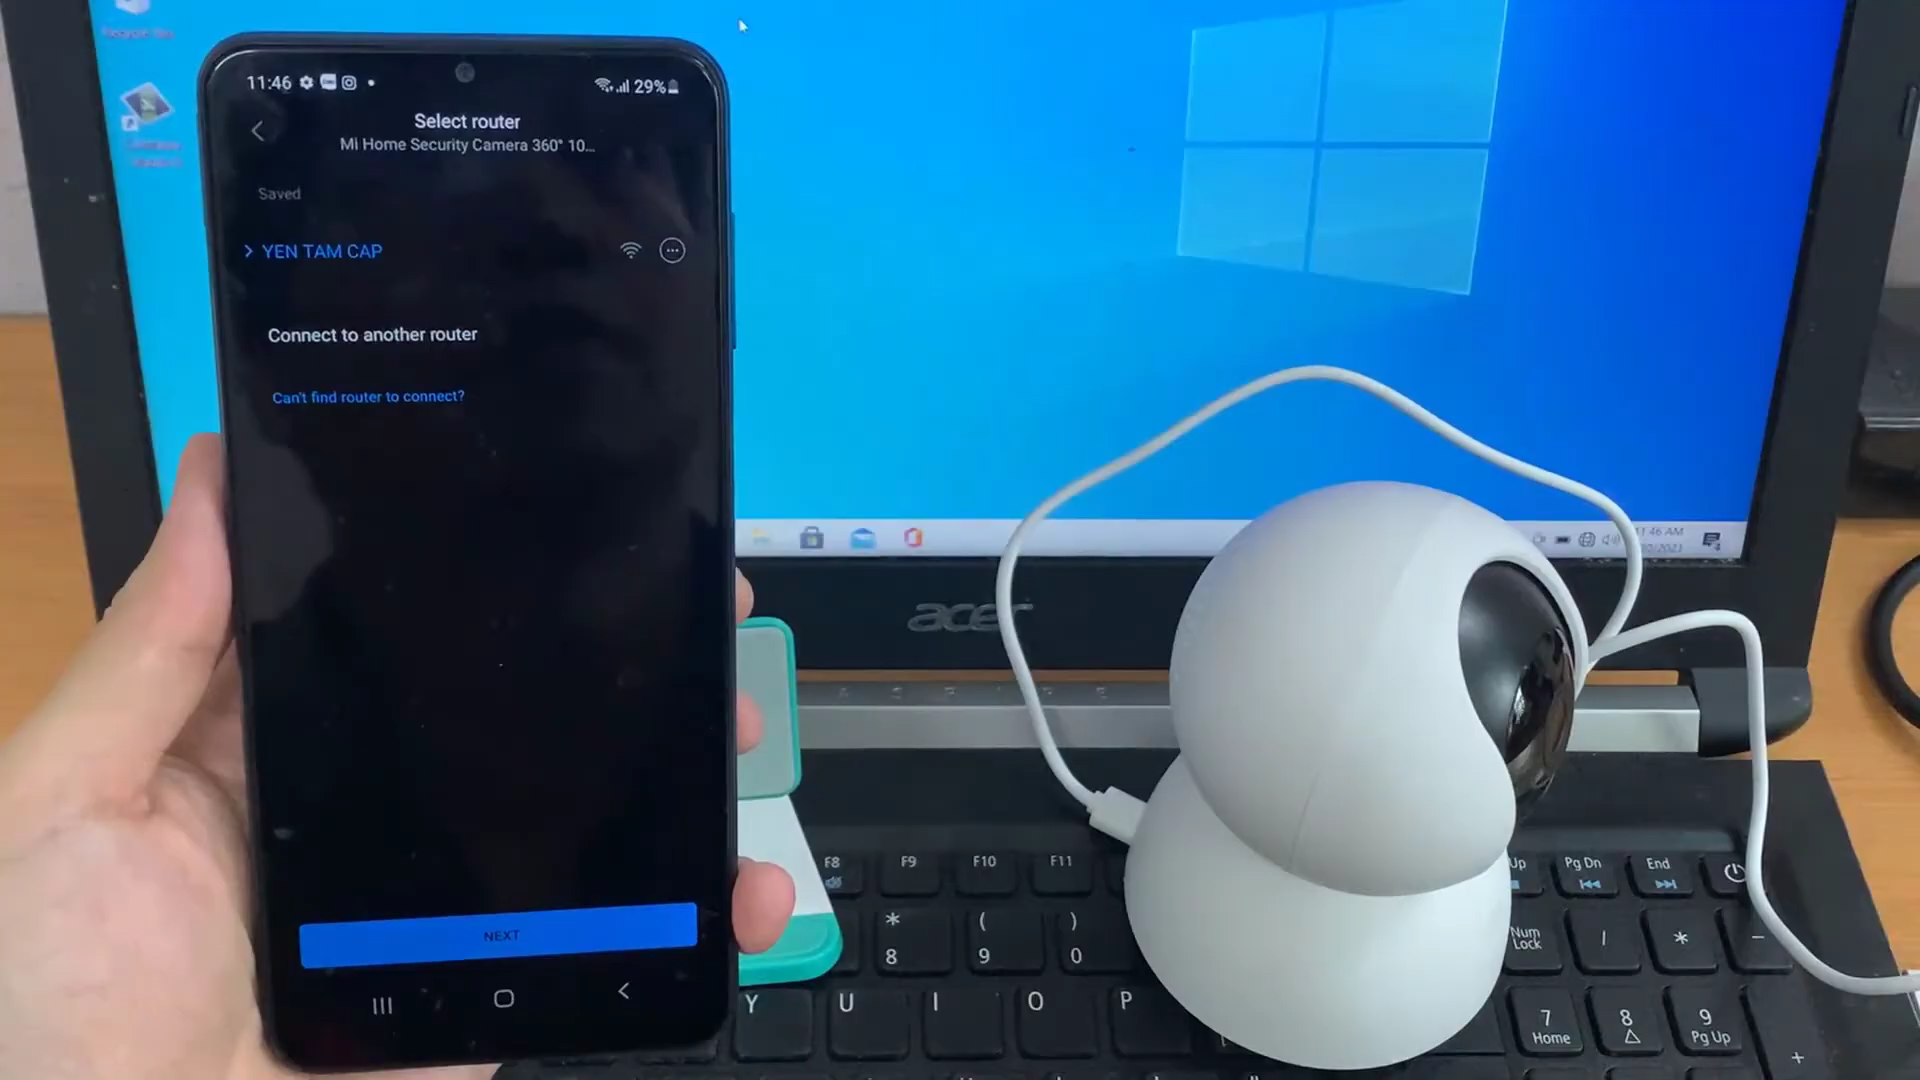 11:46
29%
Select router
Mi Home Security Camera 360° 10...
Saved
YEN TAM CAP
Connect to another router
Can't find router to connect?
NEXT
acer
F8
F9
F10
F11
Up
Pg Dn
End
*
8
(
9
)
0
Num
Lock
/
*
-
Y
U
I
O
P
7
Home
8
9
Pg Up
+